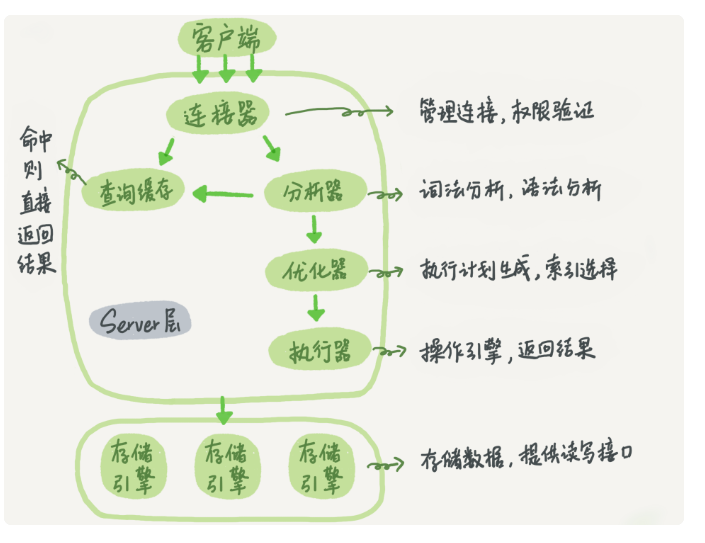 客户端
连接器
管理连接,权限验证
命中
则
直接
返回
结果
查询缓存
分析器
词法分析,语法分析
优化器
执行计划生成,索引选择
Server层
执行器
操作引擎,返回结果
存储
引擎
存储
引擎
存储
引擎
存储数据,提供读写接口